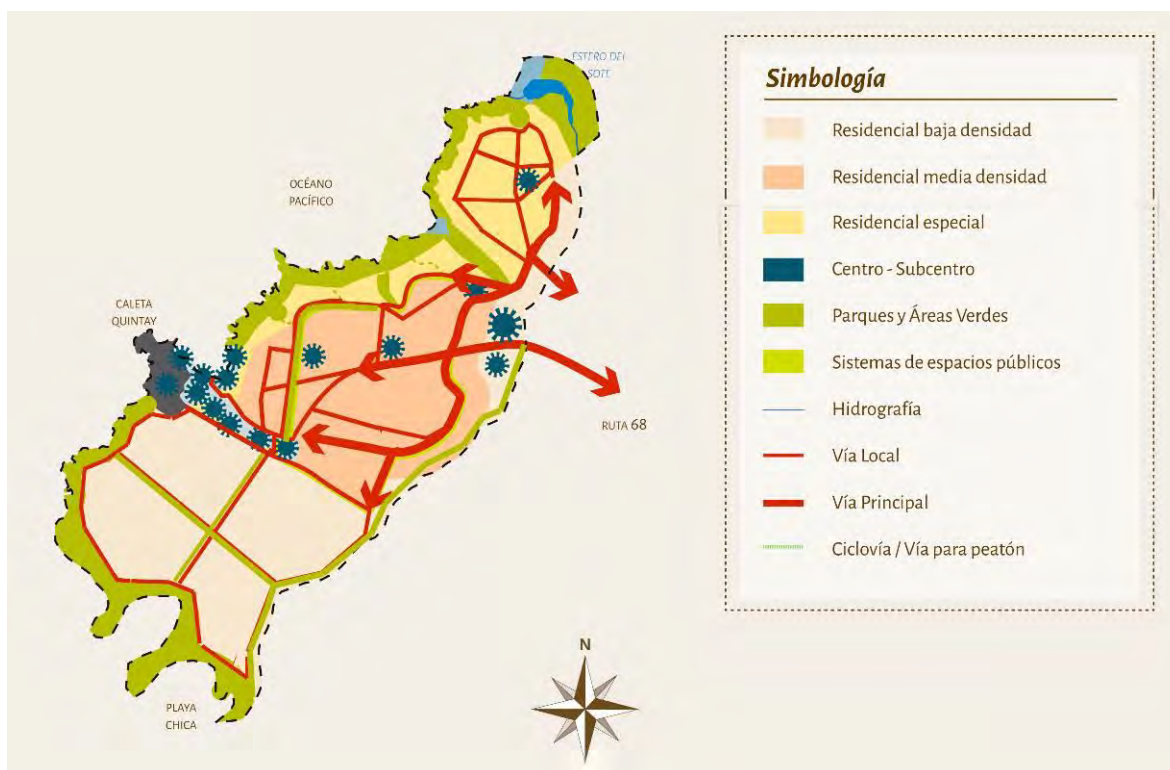 ESTERO DEL
OCÉANO
PACÍFICO
CALETA
QUINTAY
RUTA 68
PLAYA
CHICA
N
Simbología
Residencial baja densidad
Residencial media densidad
Residencial especial
Centro - Subcentro
Parques y Áreas Verdes
Sistemas de espacios públicos
Hidrografía
Vía Local
Vía Principal
Ciclovía / Vía para peatón